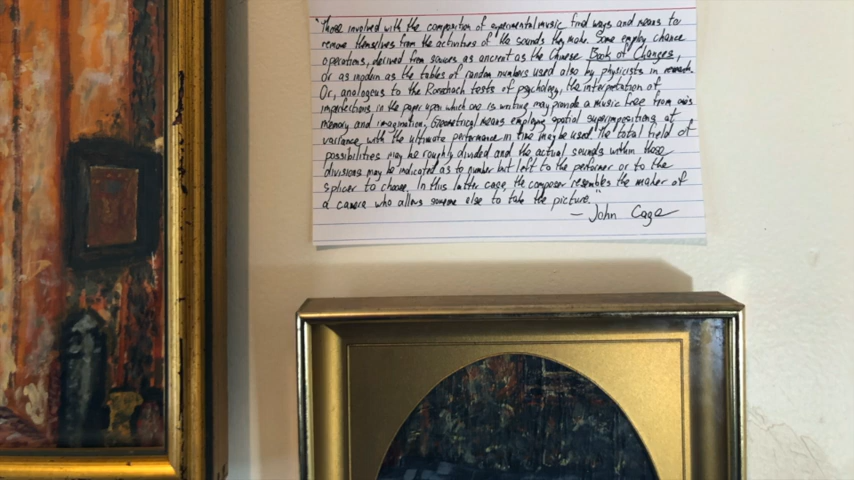 "Those involved with the composition of experimental music find ways and means to
remove themselves from the activities of the sounds they make. Some employ chance
operations, derived from sources as ancient as the Chinese Book of Changes,
or as modern as the tables of random numbers used also by physicists in research.
Or, analogous to the Rorschach tests of psychology, the interpretation of
imperfections in the paper upon which one is writing may provide a music free from one's
memory and imagination. Geometrical means employing spatial superimpositions at
variance with the ultimate performance in time may be used. The total field of
possibilities may be roughly divided and the actual sounds within those
divisions may be indicated as to number but left to the performer or to the
splicer to choose. In this latter case, the composer resembles the maker of
a camera who allows someone else to take the picture."
— John Cage